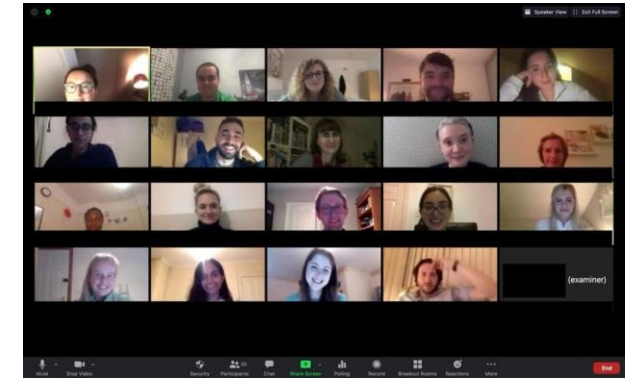 Speaker View Exit Full Screen
(examiner)
Mute Stop Video Security Participants Chat Share Screen Polling Record Breakout Rooms Reactions More End